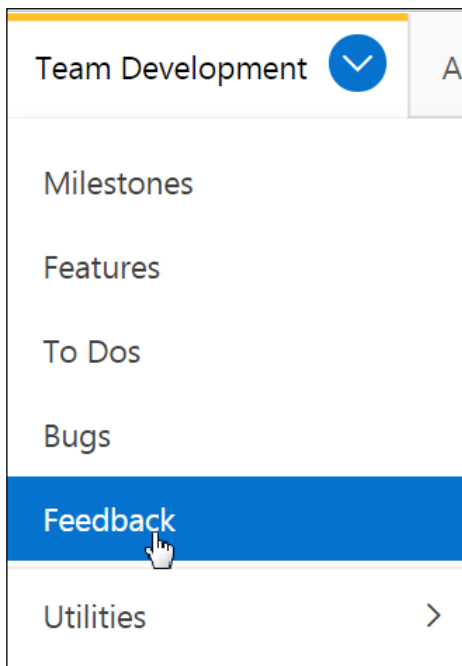 Team Development
A
Milestones
Features
To Dos
Bugs
Feedback
Utilities